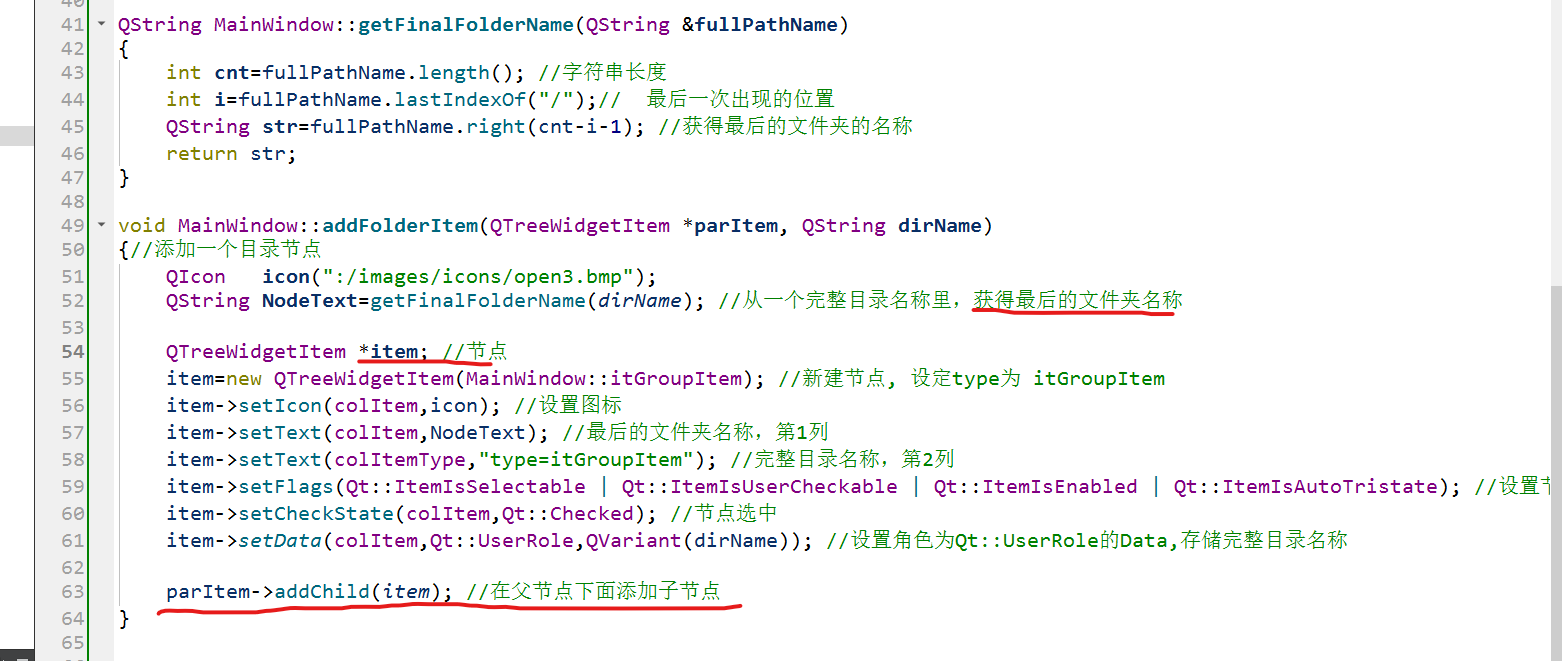 41 QString MainWindow::getFinalFolderName(QString &fullPathName)
42 {
43 int cnt=fullPathName.length(); //字符串长度
44 int i=fullPathName.lastIndexOf("/");// 最后一次出现的位置
45 QString str=fullPathName.right(cnt-i-1); //获得最后的文件夹的名称
46 return str;
47 }
48
49 void MainWindow::addFolderItem(QTreeWidgetItem *parItem, QString dirName)
50 {//添加一个目录节点
51 QIcon icon(":/images/icons/open3.bmp");
52 QString NodeText=getFinalFolderName(dirName); //从一个完整目录名称里，获得最后的文件夹名称
53
54 QTreeWidgetItem *item; //节点
55 item=new QTreeWidgetItem(MainWindow::itGroupItem); //新建节点, 设定type为 itGroupItem
56 item->setIcon(colItem,icon); //设置图标
57 item->setText(colItem,NodeText); //最后的文件夹名称，第1列
58 item->setText(colItemType,"type=itGroupItem"); //完整目录名称，第2列
59 item->setFlags(Qt::ItemIsSelectable | Qt::ItemIsUserCheckable | Qt::ItemIsEnabled | Qt::ItemIsAutoTristate); //设置
60 item->setCheckState(colItem,Qt::Checked); //节点选中
61 item->setData(colItem,Qt::UserRole,QVariant(dirName)); //设置角色为Qt::UserRole的Data,存储完整目录名称
62
63 parItem->addChild(item); //在父节点下面添加子节点
64 }
65